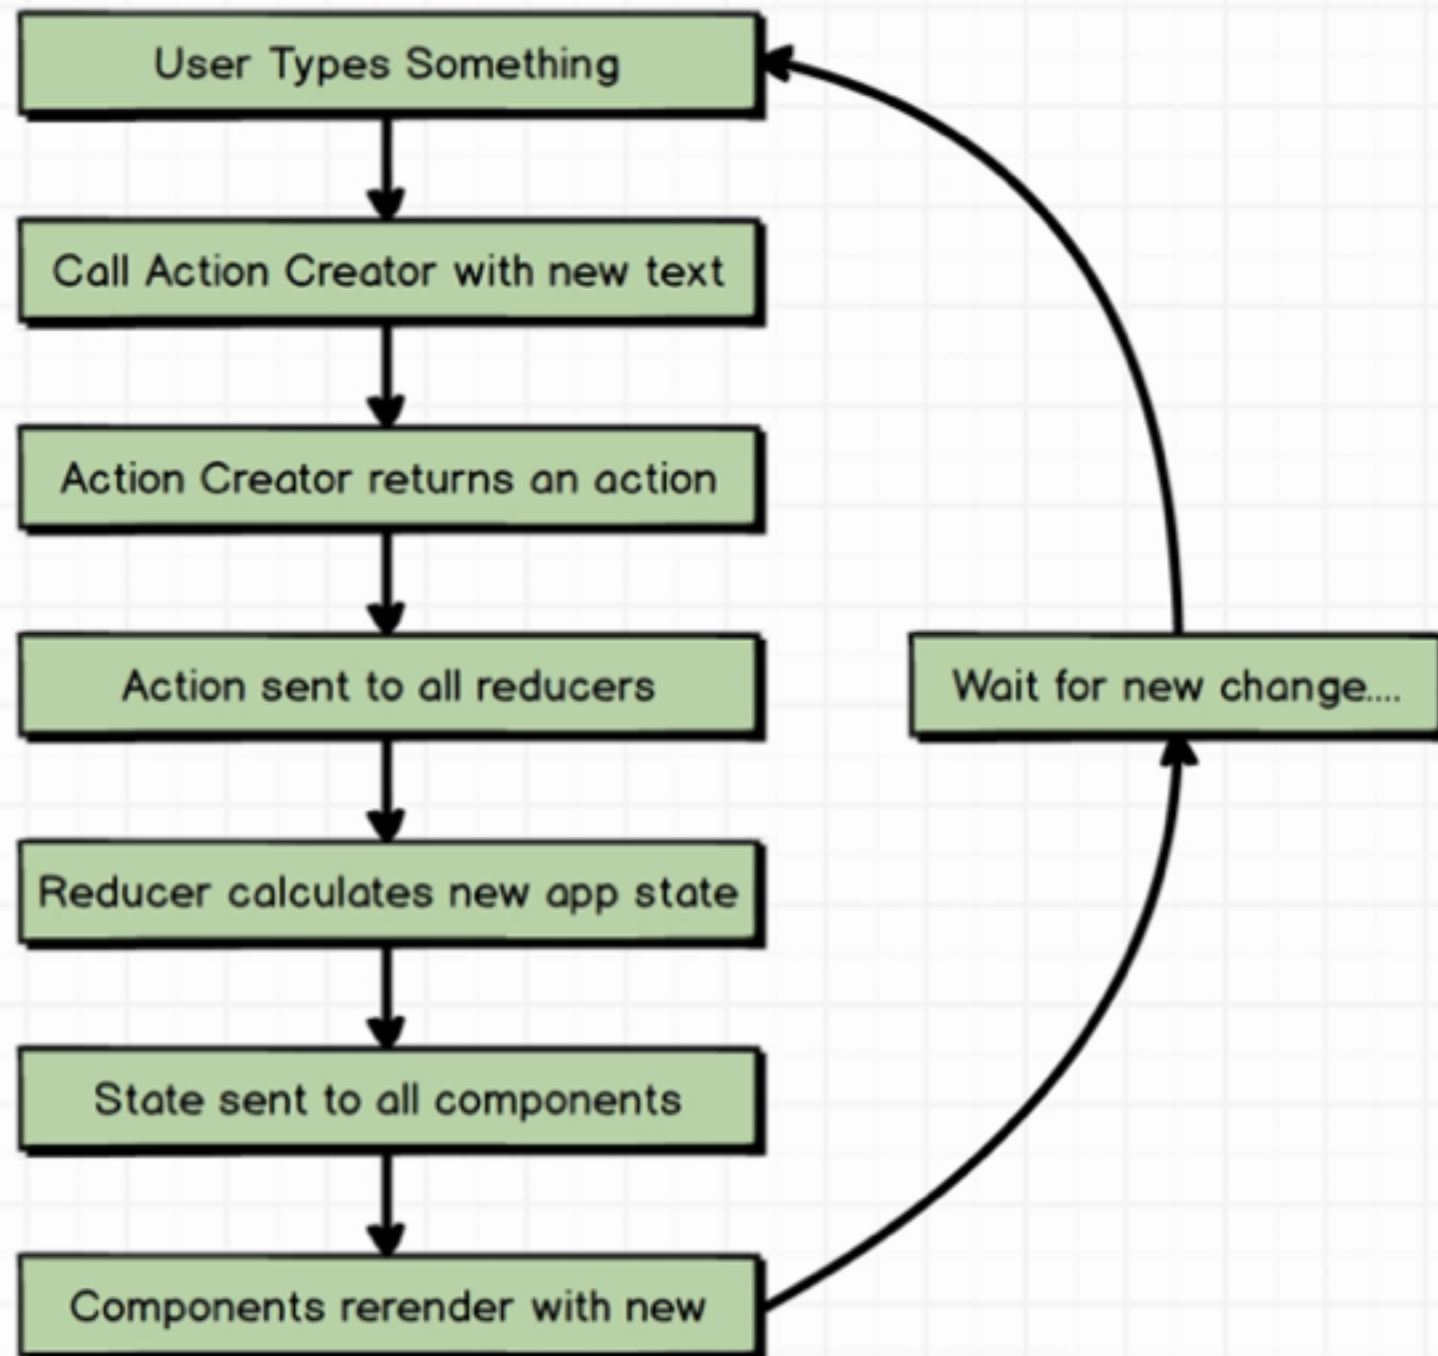 User Types Something
Call Action Creator with new text
Action Creator returns an action
Action sent to all reducers
Wait for new change....
Reducer calculates new app state
State sent to all components
Components rerender with new